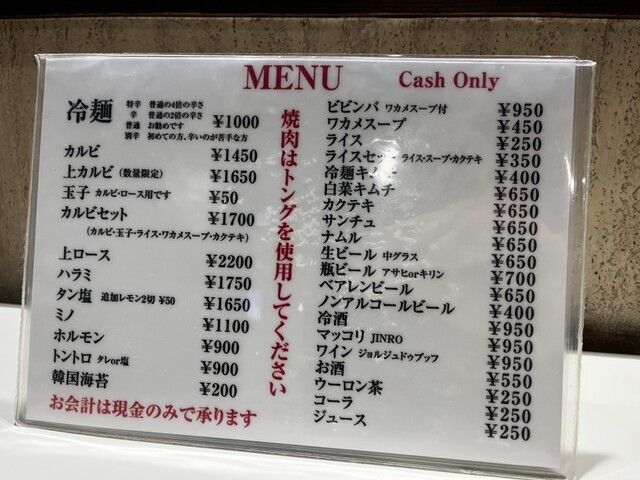 MENU Cash Only
冷麺 ¥1000
特辛 普通の4倍の辛さ
辛 普通の2倍の辛さ
普通 お勧めです
別辛 初めての方、辛いのが苦手な方
カルビ ¥1450
上カルビ (数量限定) ¥1650
玉子 カルビ・ロース用です ¥50
カルビセット ¥1700
(カルビ・玉子・ライス・ワカメスープ・カクテキ)
上ロース ¥2200
ハラミ ¥1750
タン塩 追加レモン2切 ¥50 ¥1650
ミノ ¥1100
ホルモン ¥900
トントロ タレor塩 ¥900
韓国海苔 ¥200
お会計は現金のみで承ります
焼肉はトングを使用してください
ビビンバ ワカメスープ付 ¥950
ワカメスープ ¥450
ライス ¥250
ライスセット ライス・スープ・カクテキ ¥350
冷麺キムチ ¥400
白菜キムチ ¥650
カクテキ ¥650
サンチュ ¥650
ナムル ¥650
生ビール 中グラス ¥650
瓶ビール アサヒorキリン ¥700
ベアレンビール ¥650
ノンアルコールビール ¥400
冷酒 ¥950
マッコリ JINRO ¥950
ワイン ジョルジュドゥブッフ ¥950
お酒 ¥550
ウーロン茶 ¥250
コーラ ¥250
ジュース ¥250